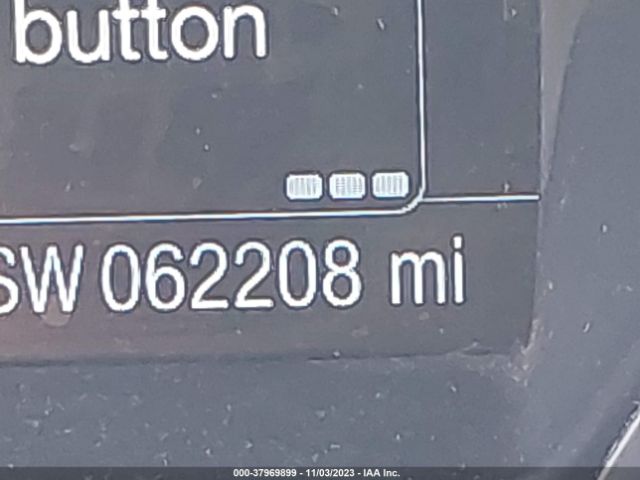 button
SW 062208 mi
000-37969899 - 11/03/2023 - IAA Inc.